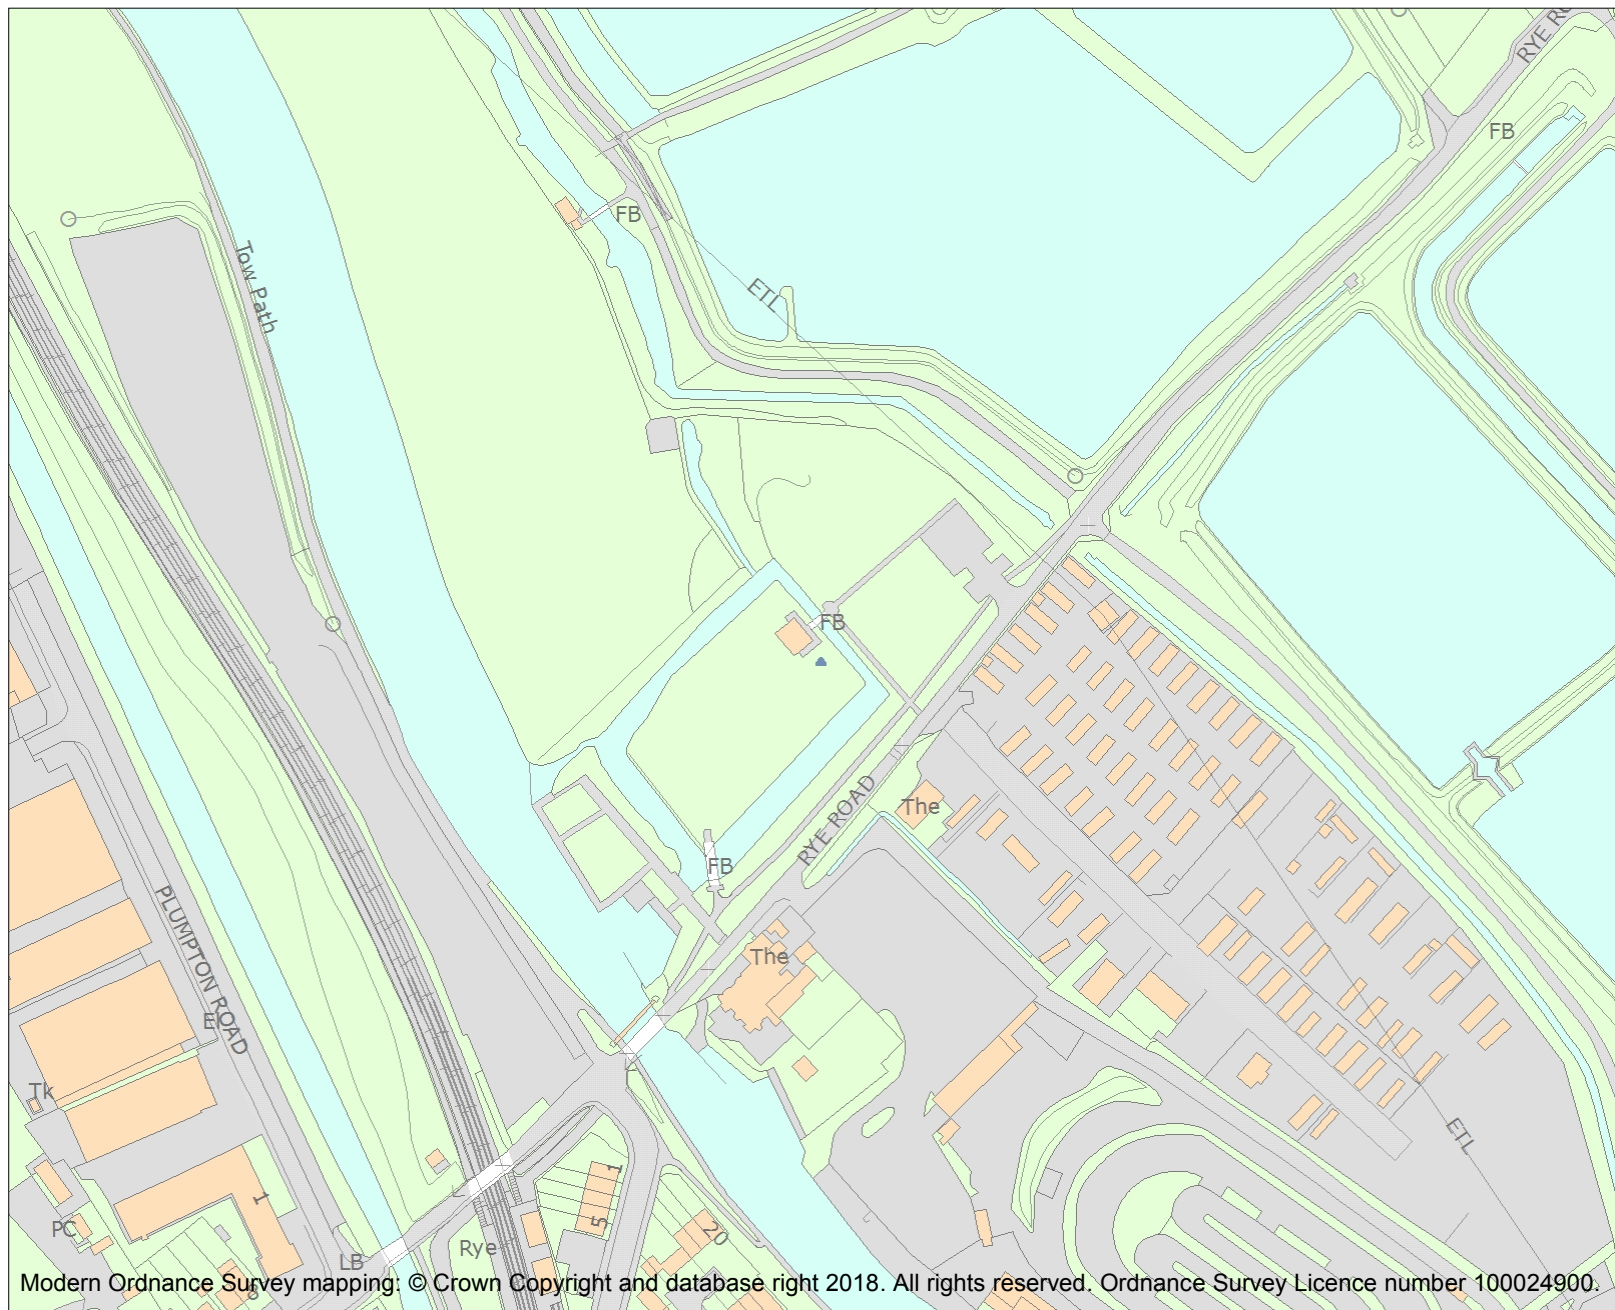 RYE RO
FB
FB
Tow Path
ETL
FB
The
RYE ROAD
FB
PLUMPTON ROAD
The
El
Tk
ETL
1
1
PC
5
20
Rye
LB
Modern Ordnance Survey mapping: © Crown Copyright and database right 2018. All rights reserved. Ordnance Survey Licence number 100024900.